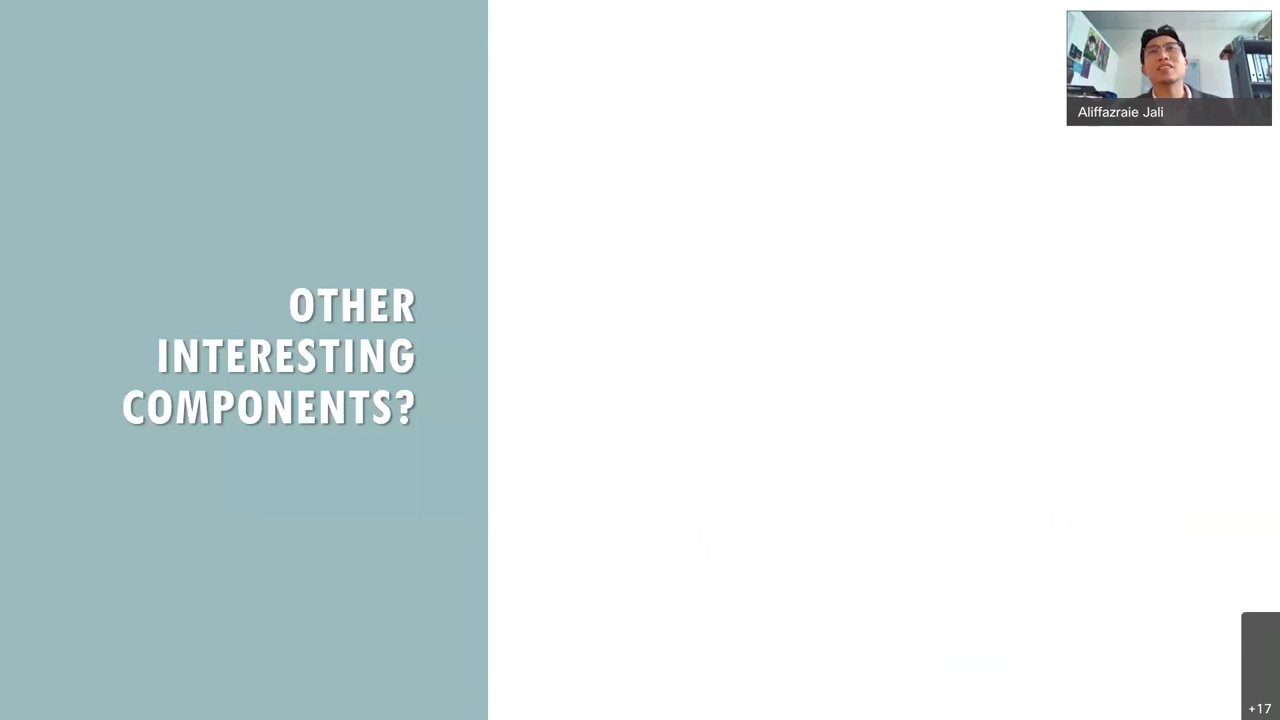 OTHER
INTERESTING
COMPONENTS?
Aliffazraie Jali
+17